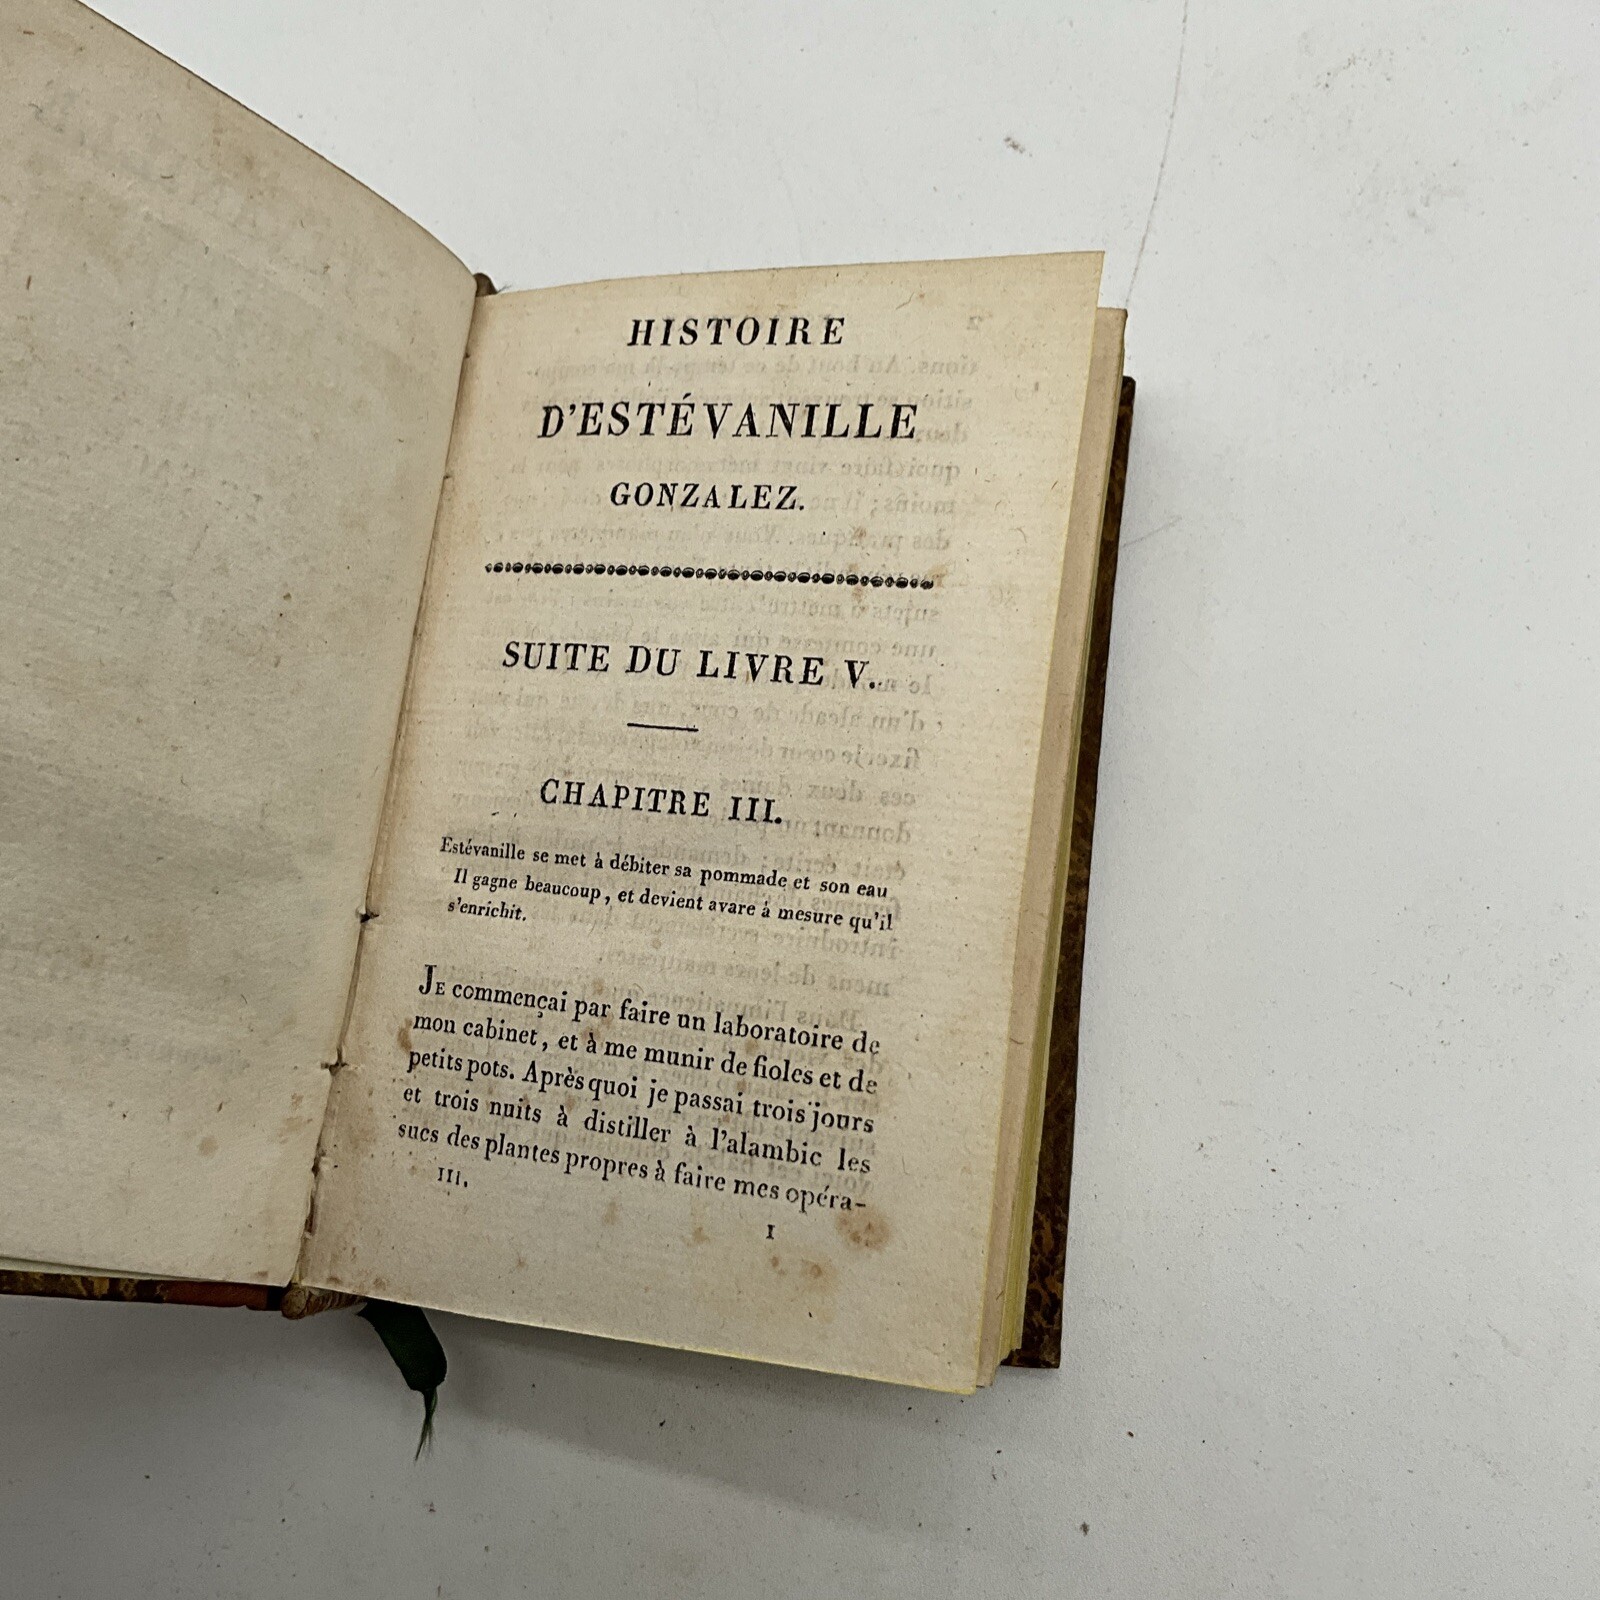 HISTOIRE
D'ESTÉVANILLE
GONZALEZ.
SUITE DU LIVRE V.
CHAPITRE III.
Estévanille se met à débiter sa pommade et son eau
Il gagne beaucoup, et devient avare à mesure qu'il
s'enrichit.
JE commençai par faire un laboratoire de
mon cabinet, et à me munir de fioles et de
petits pots. Après quoi je passai trois jours
et trois nuits à distiller à l'alambic les
sucs des plantes propres à faire mes opéra-
III.
1